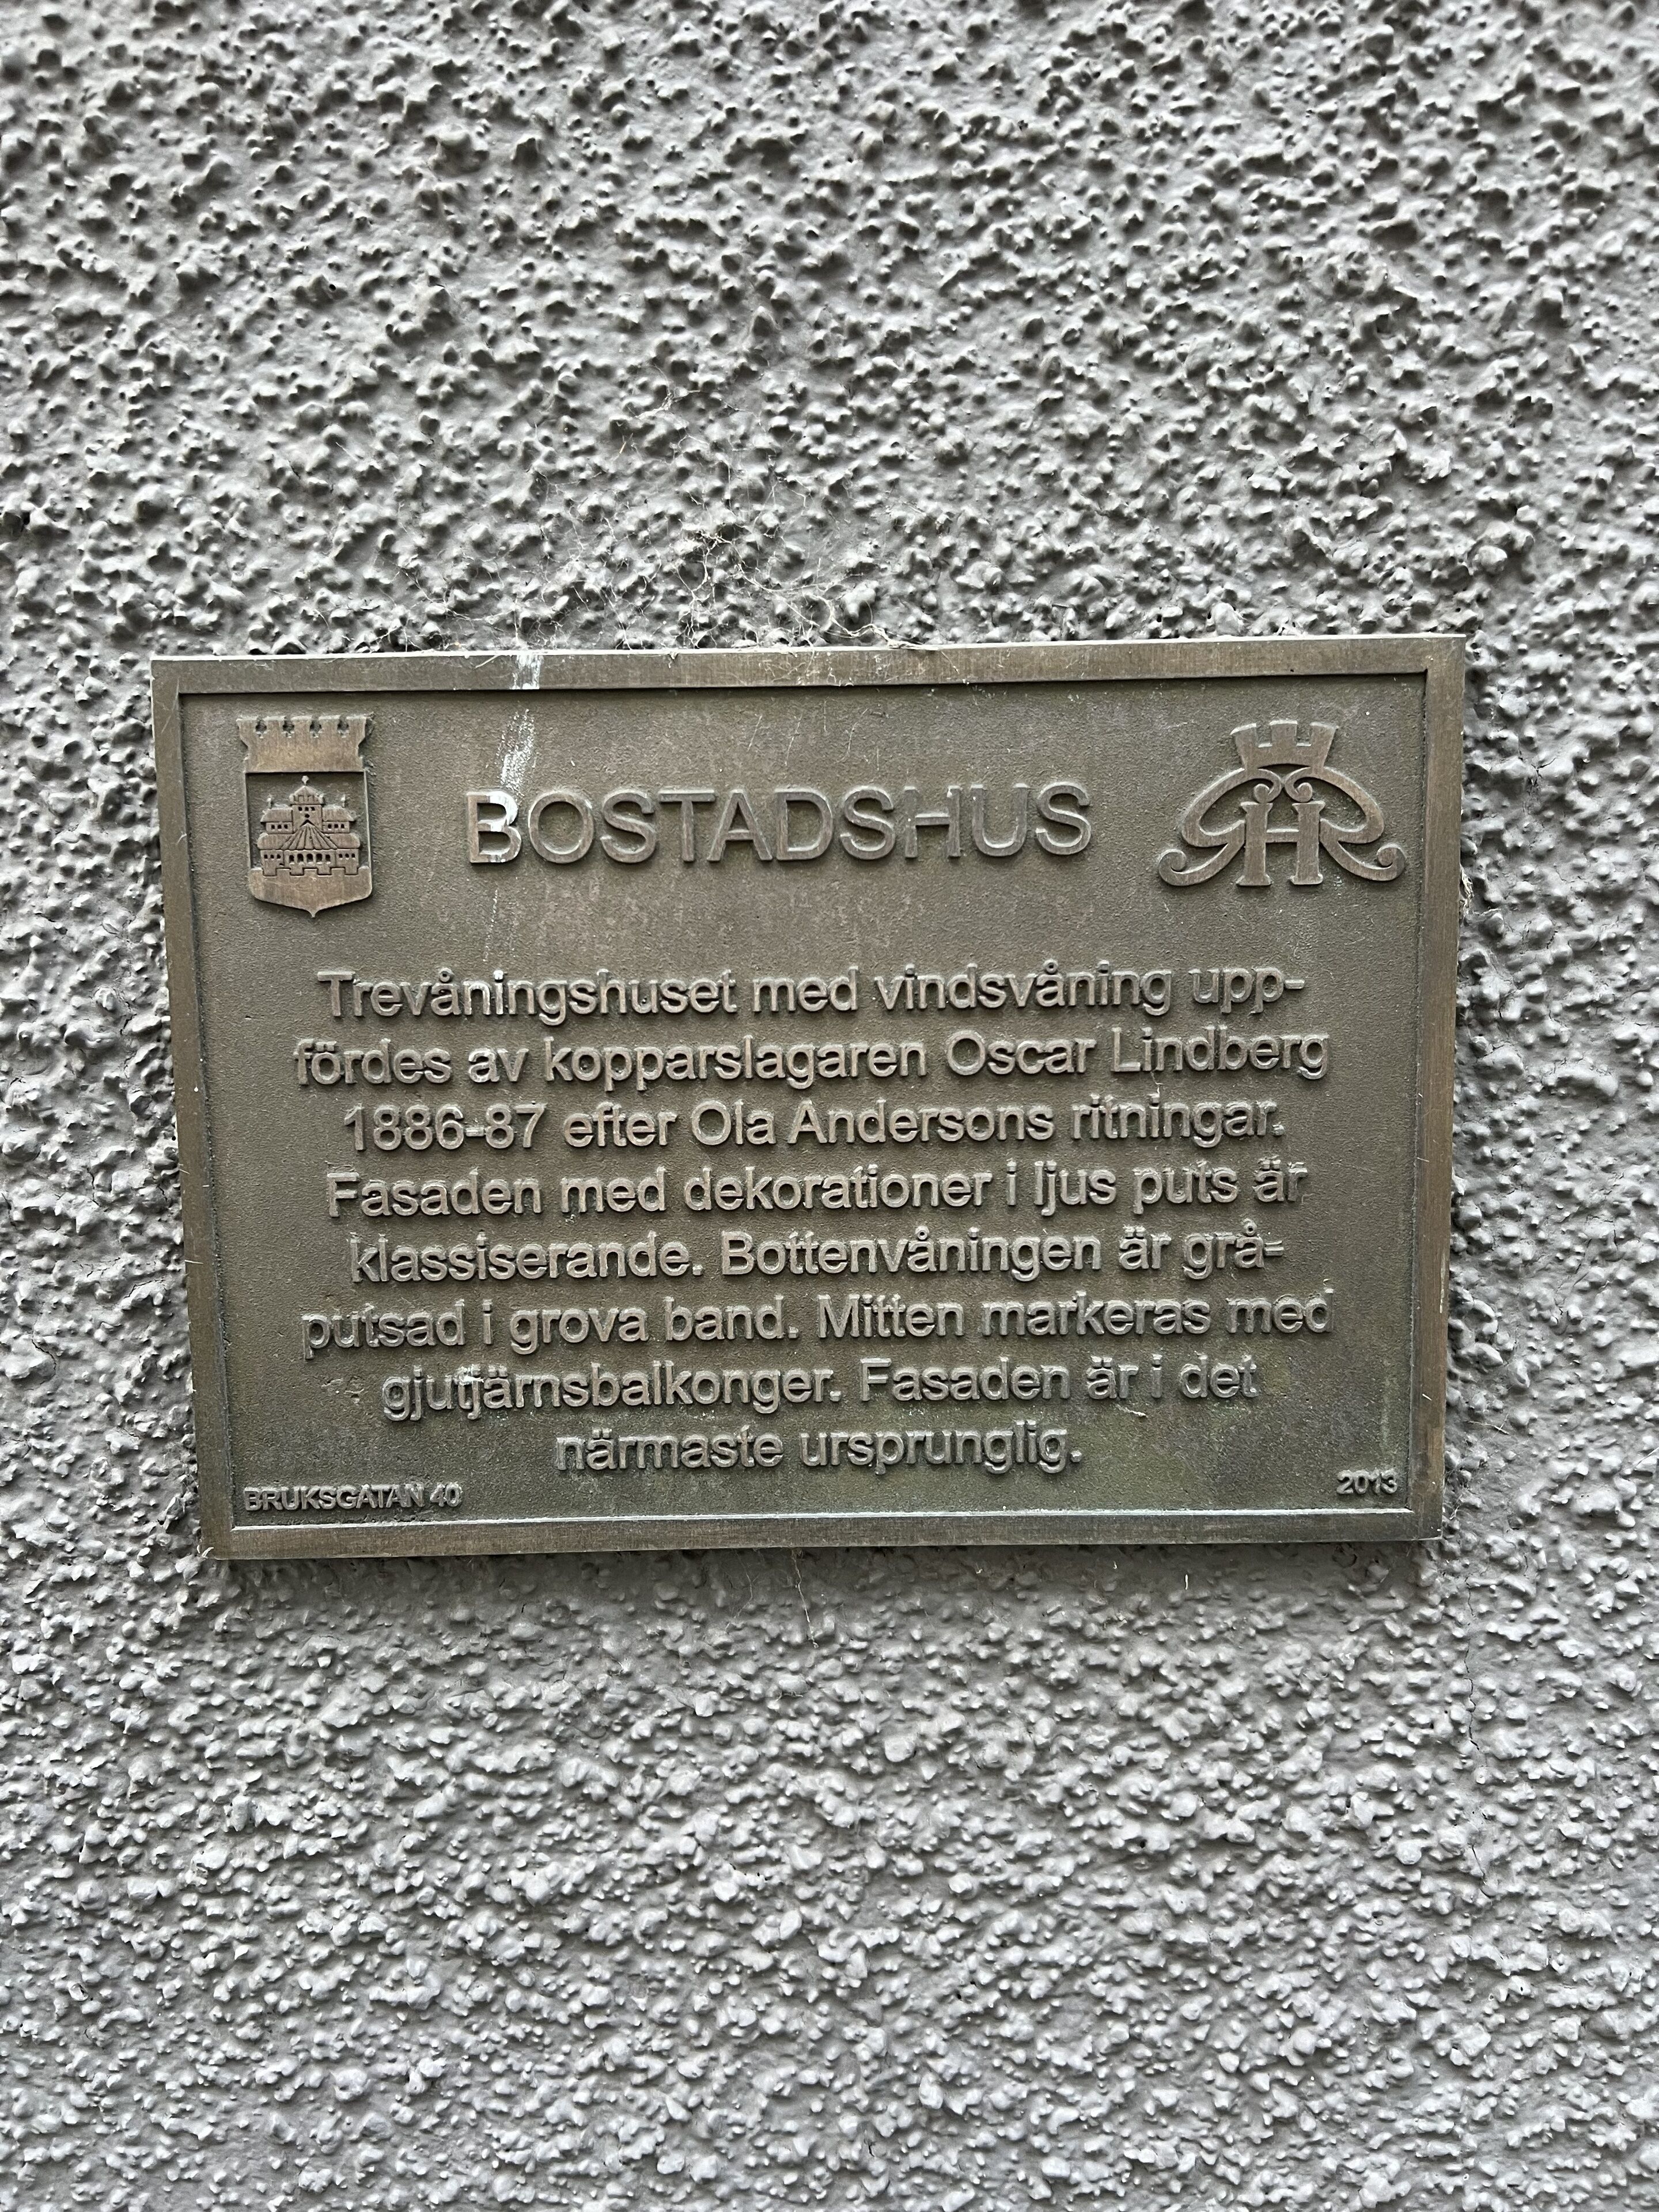 BOSTADSHUS
Trevåningshuset med vindsvåning upp-
fördes av kopparslagaren Oscar Lindberg
1886-87 efter Ola Andersons ritningar.
Fasaden med dekorationer i ljus puts är
klassiserande. Bottenvåningen är grå-
putsad i grova band. Mitten markeras med
gjutjärnsbalkonger. Fasaden är i det
närmaste ursprunglig.
BRUKSGATAN 40
2013